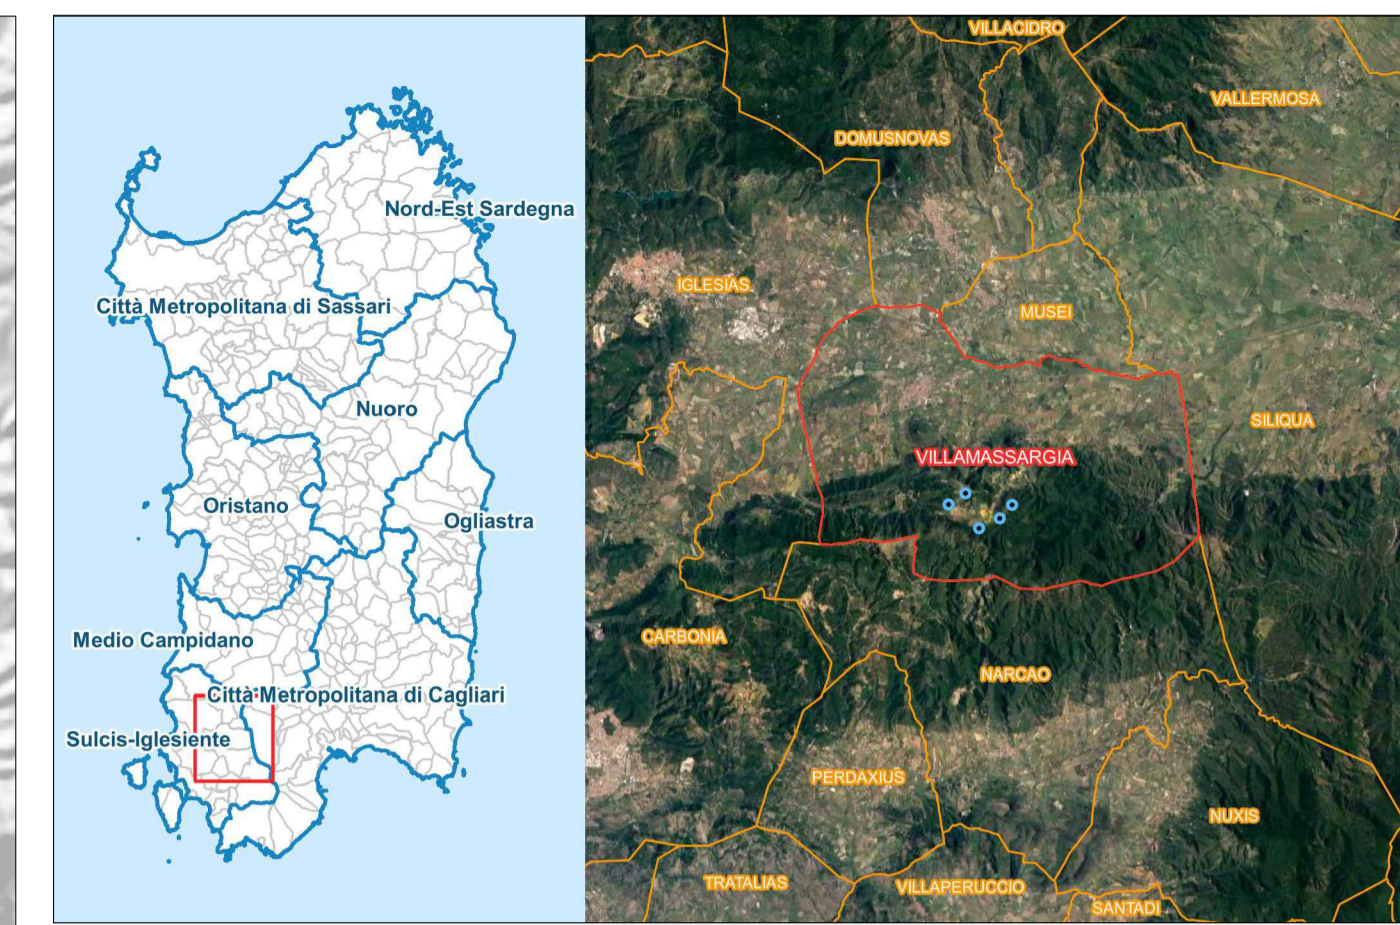 Nord-Est Sardegna
Città Metropolitana di Sassari
Nuoro
Oristano
Ogliastra
Medio Campidano
Città Metropolitana di Cagliari
Sulcis-Iglesiente
VILLACIDRO
VALLERMOSA
DOMUSNOVAS
IGLESIAS
MUSEI
SILIQUA
VILLAMASSARGIA
CARBONIA
NARCAO
PERDAXIUS
NUXIS
TRATALIAS
VILLAPERUCCIO
SANTADI